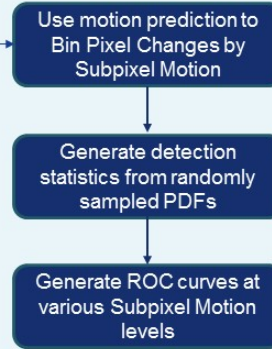 Use motion prediction to
Bin Pixel Changes by
Subpixel Motion
Generate detection
statistics from randomly
sampled PDFs
Generate ROC curves at
various Subpixel Motion
levels